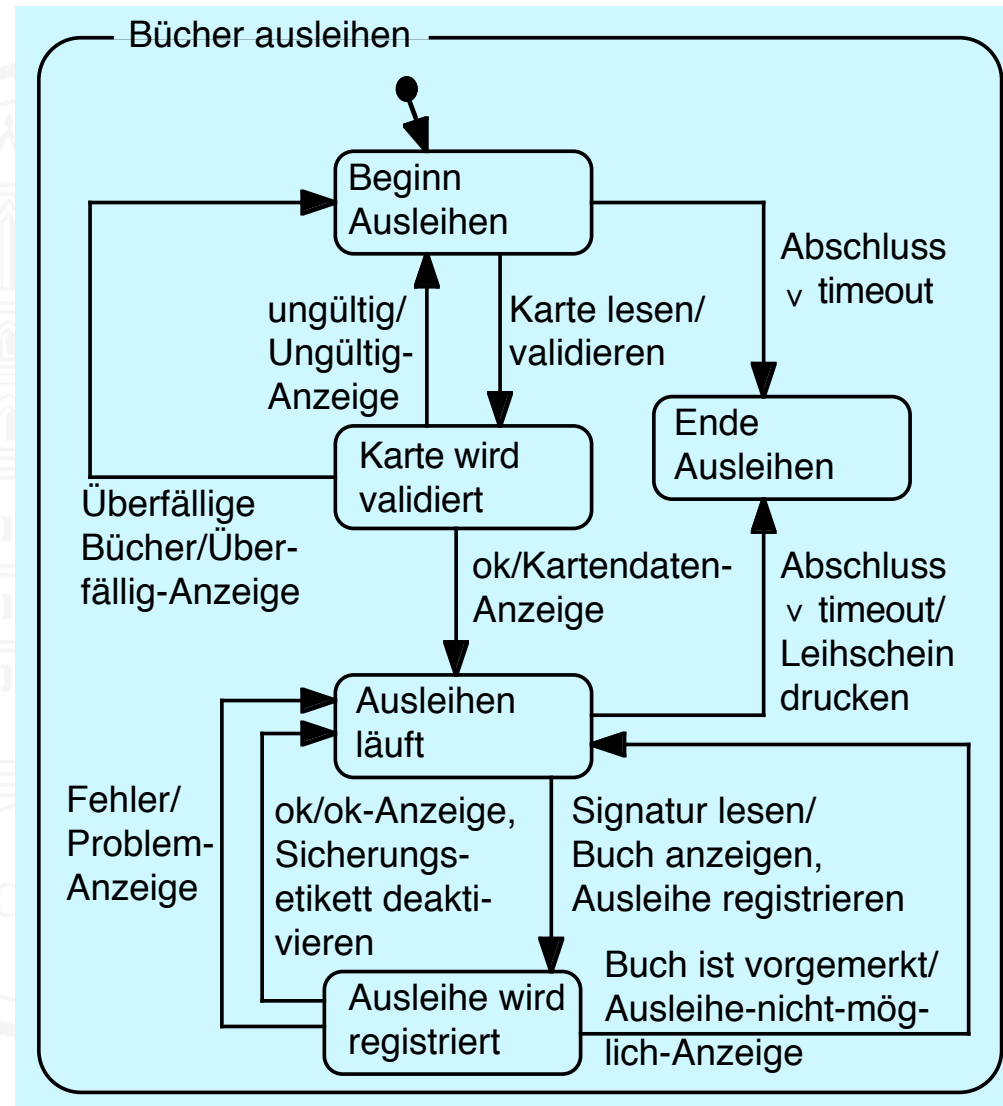 Bücher ausleihen
Beginn
Ausleihen
Abschluss
v timeout
ungültig/
Ungültig-
Anzeige
Karte lesen/
validieren
Ende
Ausleihen
Karte wird
validiert
Überfällige
Bücher/Über-
fällig-Anzeige
ok/Kartendaten-
Anzeige
Abschluss
v timeout/
Leihschein
drucken
Ausleihen
läuft
Fehler/
Problem-
Anzeige
ok/ok-Anzeige,
Sicherungs-
etikett deakti-
vieren
Signatur lesen/
Buch anzeigen,
Ausleihe registrieren
Ausleihe wird
registriert
Buch ist vorgemerkt/
Ausleihe-nicht-mög-
lich-Anzeige